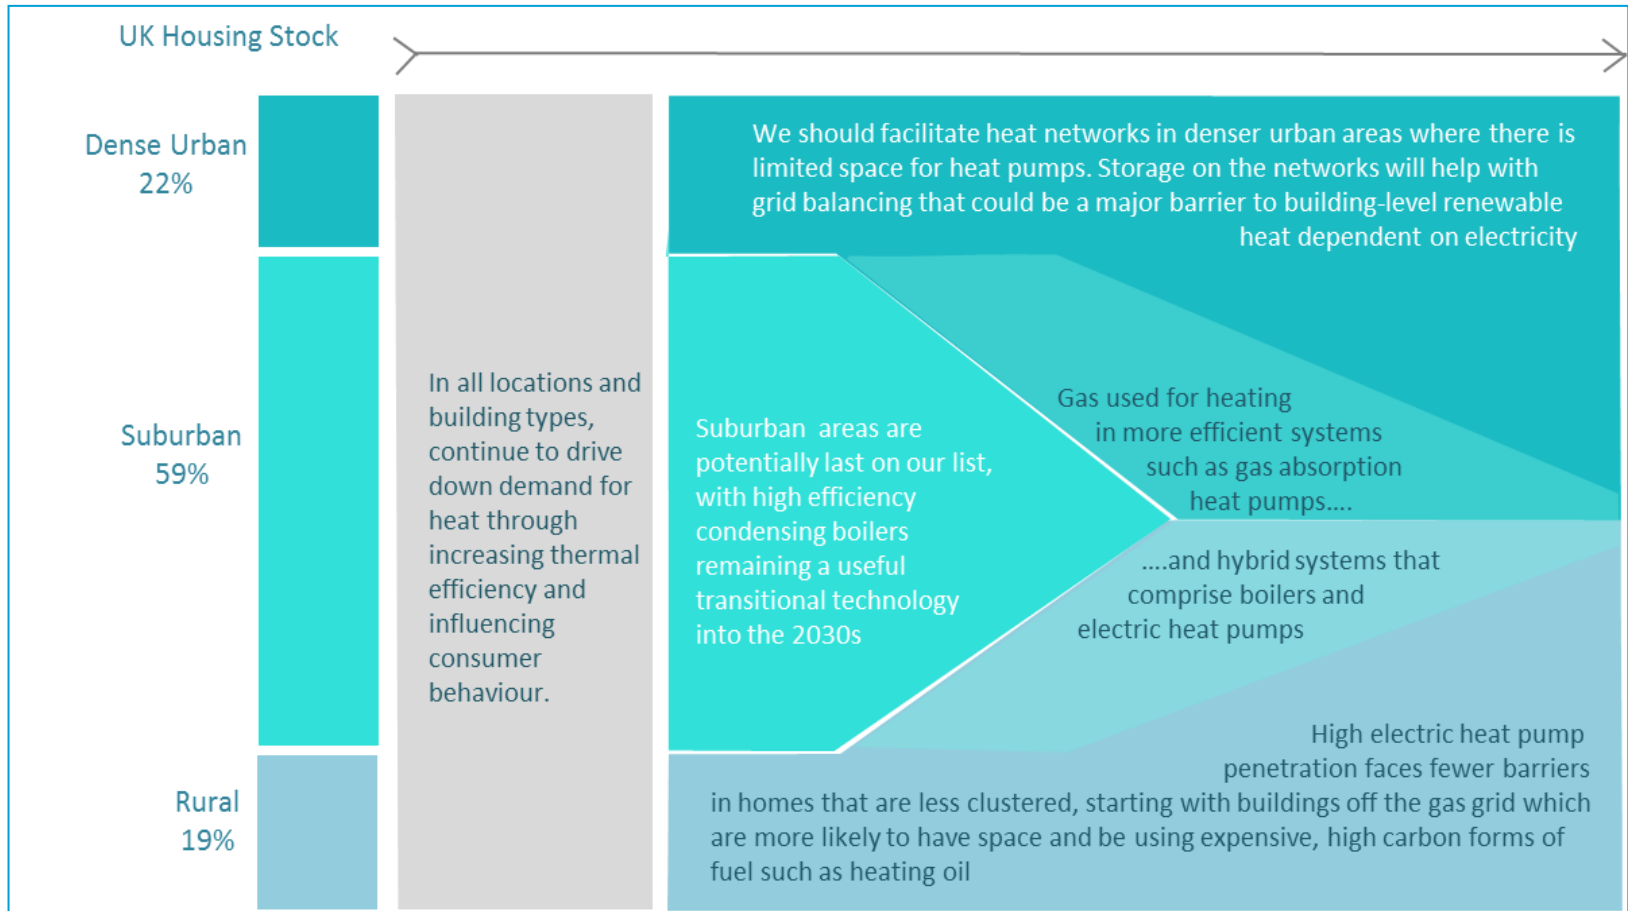 UK Housing Stock
Dense Urban
22%
Suburban
59%
Rural
19%
In all locations and
building types,
continue to drive
down demand for
heat through
increasing thermal
efficiency and
influencing
consumer
behaviour.
We should facilitate heat networks in denser urban areas where there is
limited space for heat pumps. Storage on the networks will help with
grid balancing that could be a major barrier to building-level renewable
heat dependent on electricity
Suburban areas are
potentially last on our list,
with high efficiency
condensing boilers
remaining a useful
transitional technology
into the 2030s
Gas used for heating
in more efficient systems
such as gas absorption
heat pumps....
....and hybrid systems that
comprise boilers and
electric heat pumps
High electric heat pump
penetration faces fewer barriers
in homes that are less clustered, starting with buildings off the gas grid which
are more likely to have space and be using expensive, high carbon forms of
fuel such as heating oil